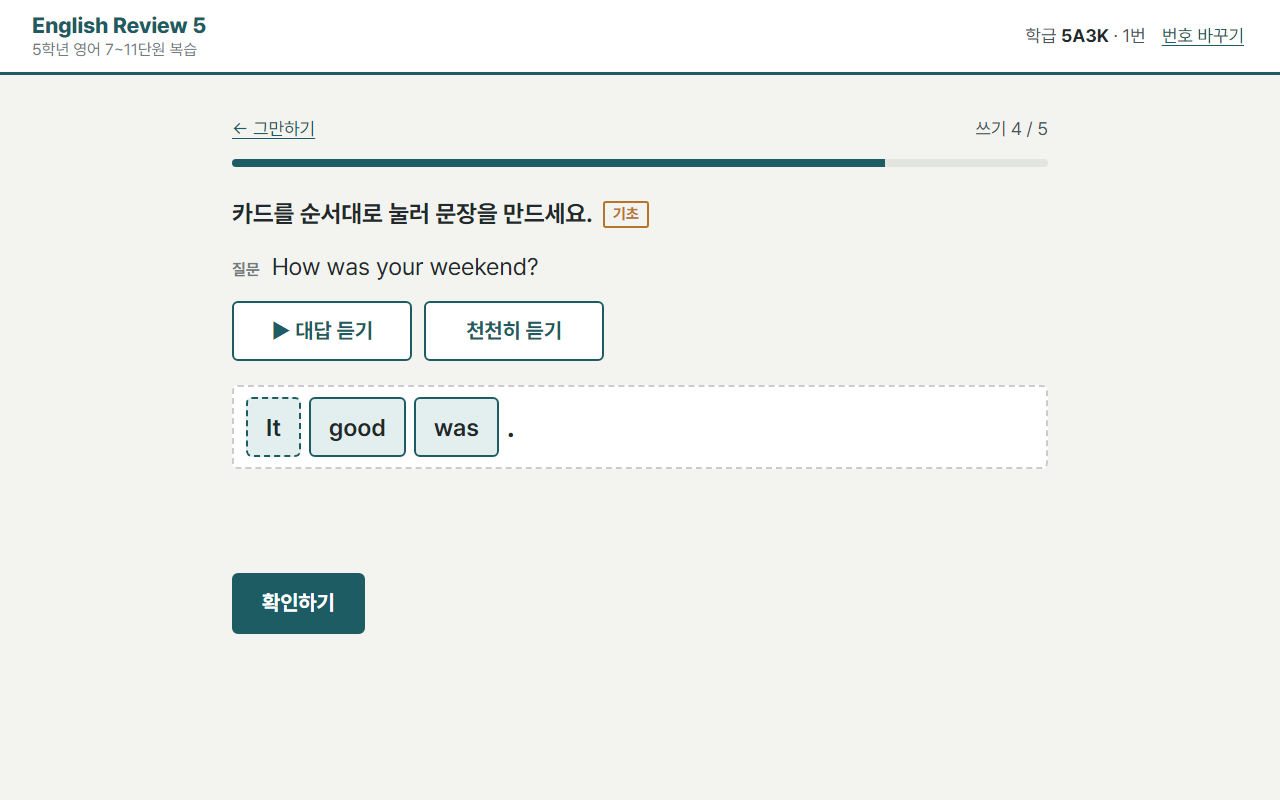 English Review 5
5학년 영어 7~11단원 복습
학급 5A3K · 1번 번호 바꾸기
← 그만하기
쓰기 4 / 5
카드를 순서대로 눌러 문장을 만드세요. 기초
질문 How was your weekend?
▶ 대답 듣기 천천히 듣기
It good was .
확인하기